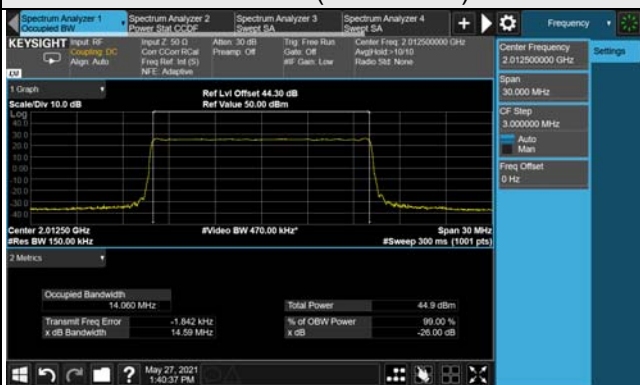 Spectrum Analyzer 1
Occupied BW
Spectrum Analyzer 2
Power Stat CCDF
Spectrum Analyzer 3
Swept SA
Spectrum Analyzer 4
Swept SA
+
Frequency
KEYSIGHT
Input: RF
Coupling: DC
Align: Auto
Input Z: 50 Ω
Corr CCorr RCal
Freq Ref: Int (S)
NFE: Adaptive
Atten: 30 dB
Preamp: Off
Trig: Free Run
Gate: Off
#IF Gain: Low
Center Freq: 2.012500000 GHz
Avg|Hold:>10/10
Radio Std: None
Center Frequency
2.012500000 GHz
Settings
Span
30.000 MHz
CF Step
3.000000 MHz
Auto
Man
Freq Offset
0 Hz
1 Graph
Scale/Div 10.0 dB
Ref Lvl Offset 44.30 dB
Ref Value 50.00 dBm
Log
40.0
30.0
20.0
10.0
0.00
-10.0
-20.0
-30.0
-40.0
Center 2.01250 GHz
#Res BW 150.00 kHz
#Video BW 470.00 kHz*
Span 30 MHz
#Sweep 300 ms (1001 pts)
2 Metrics
Occupied Bandwidth
14.060 MHz
Total Power 44.9 dBm
Transmit Freq Error -1.842 kHz
% of OBW Power 99.00 %
x dB Bandwidth 14.59 MHz
x dB -26.00 dB
?
May 27, 2021
1:40:37 PM